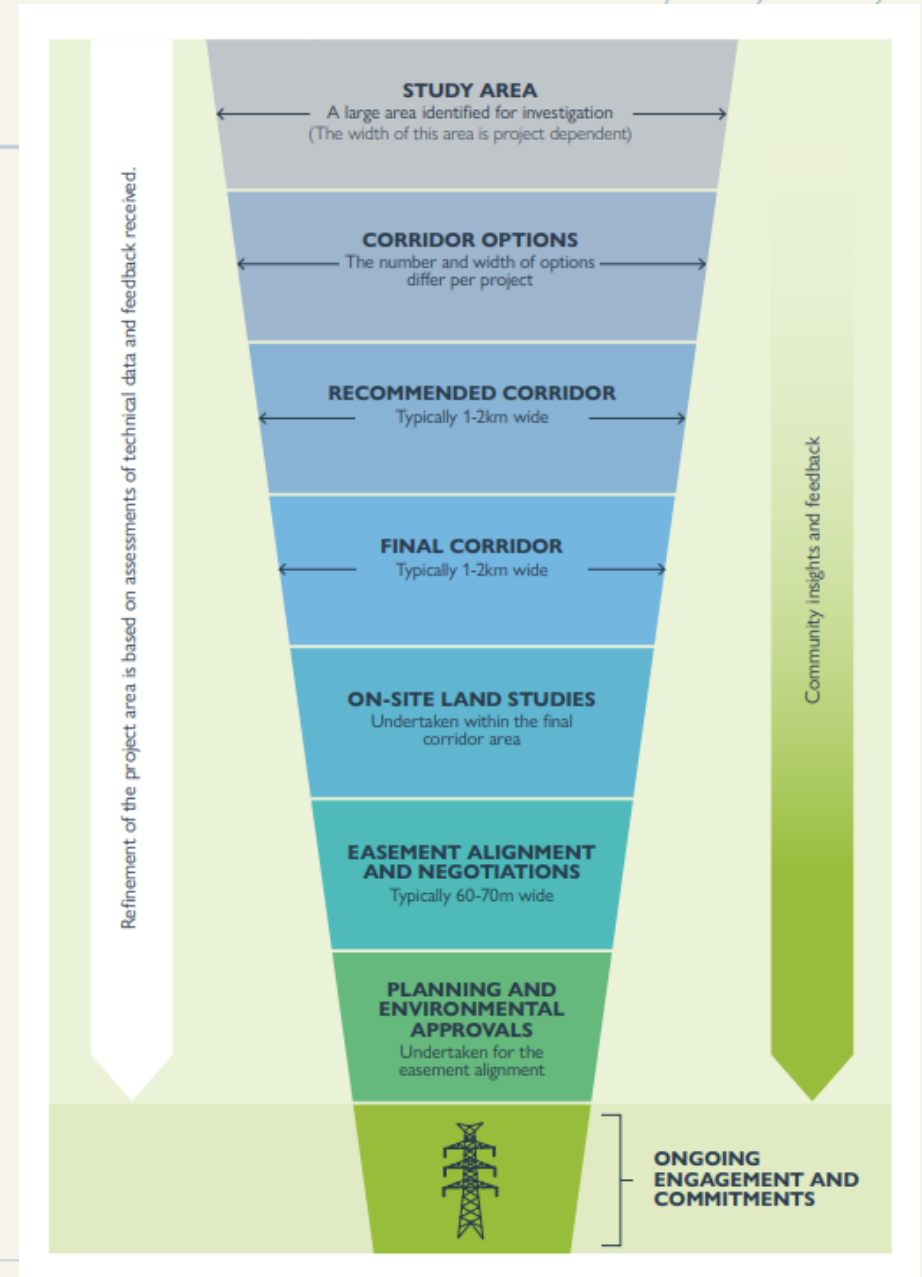 STUDY AREA
A large area identified for investigation
(The width of this area is project dependent)
CORRIDOR OPTIONS
The number and width of options
differ per project
RECOMMENDED CORRIDOR
Typically 1-2km wide
FINAL CORRIDOR
Typically 1-2km wide
ON-SITE LAND STUDIES
Undertaken within the final
corridor area
EASEMENT ALIGNMENT
AND NEGOTIATIONS
Typically 60-70m wide
PLANNING AND
ENVIRONMENTAL
APPROVALS
Undertaken for the
easement alignment
ONGOING
ENGAGEMENT AND
COMMITMENTS
Refinement of the project area is based on assessments of technical data and feedback received.
Community insights and feedback